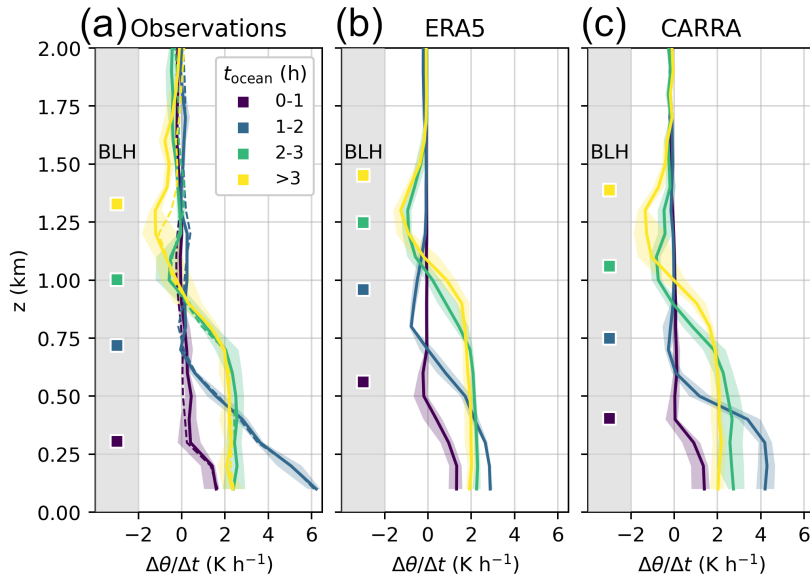 (a) Observations
(b) ERA5
(c) CARRA
z (km)
2.00
1.75
1.50
1.25
1.00
0.75
0.50
0.25
0.00
t_ocean (h)
0-1
1-2
2-3
>3
BLH
BLH
BLH
−2 0 2 4 6
−2 0 2 4 6
−2 0 2 4 6
Δθ/Δt (K h⁻¹)
Δθ/Δt (K h⁻¹)
Δθ/Δt (K h⁻¹)